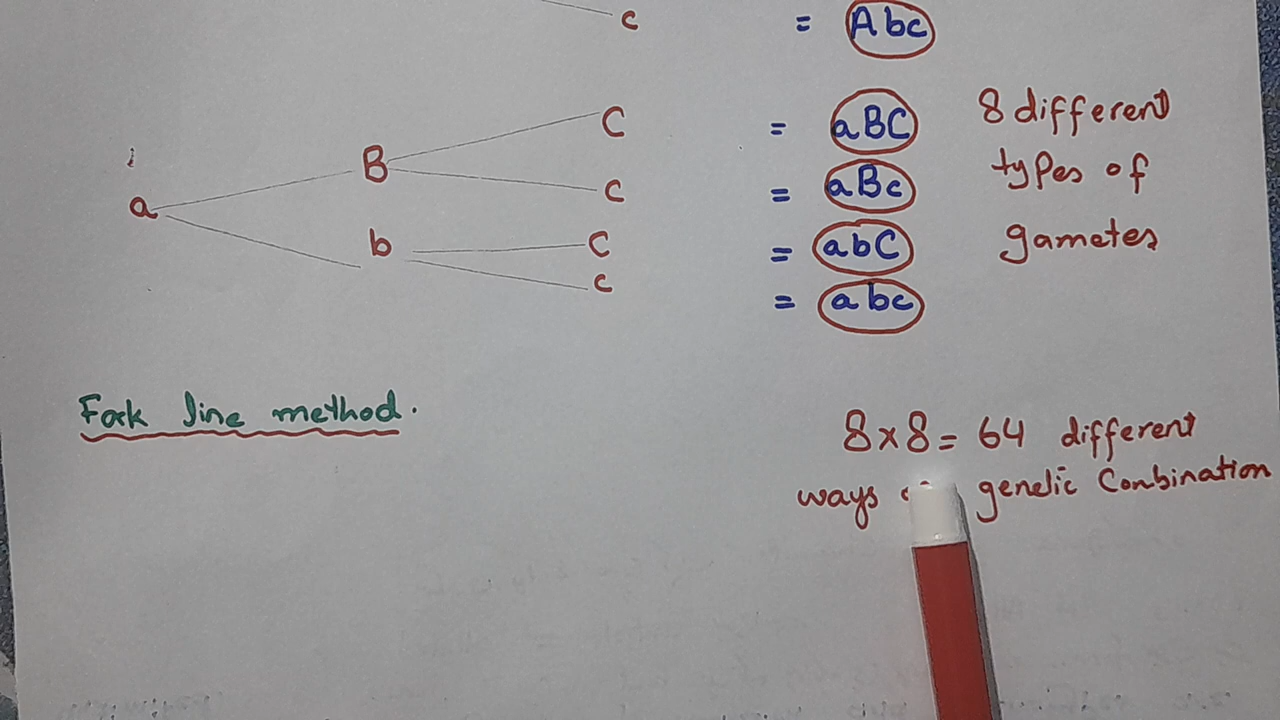 c = Abc
C = aBC 8 different
B
c = aBc types of
a
b C = abC gametes
c = abc
Fork line method.
8x8= 64 different
ways genetic Combination